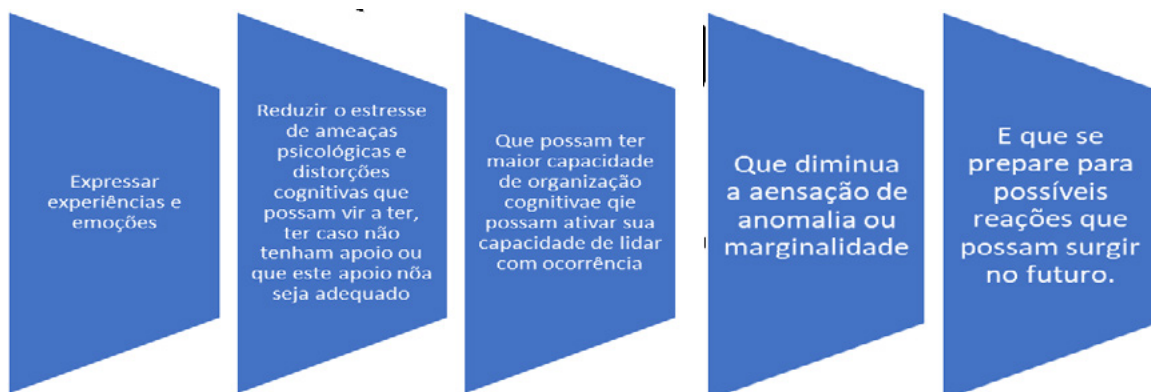 Expressar
experiências e
emoções
Reduzir o estresse
de ameaças
psicológicas e
distorções
cognitivas que
possam vir a ter,
ter caso não
tenham apoio ou
que este apoio nõa
seja adequado
Que possam ter
maior capacidade
de organização
cognitivae qie
possam ativar sua
capacidade de lidar
com ocorrência
Que diminua
a aensação de
anomalia ou
marginalidade
E que se
prepare para
possíveis
reações que
possam surgir
no futuro.